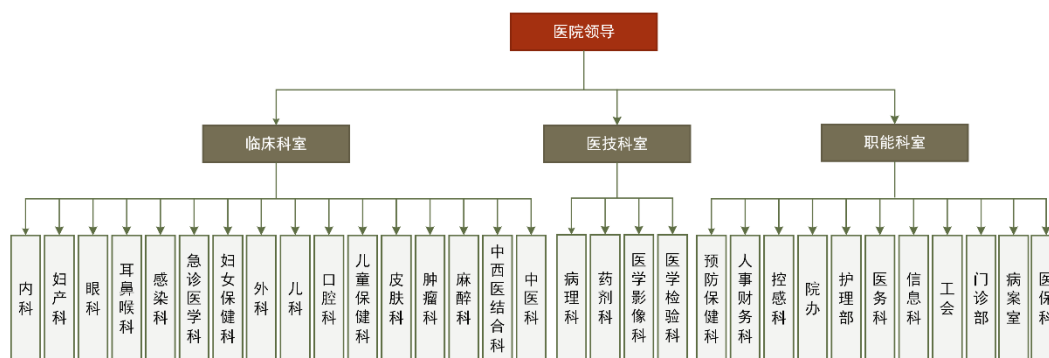 医院领导
临床科室
医技科室
职能科室
内科
妇产科
眼科
耳鼻喉科
感染科
急诊医学科
妇女保健科
外科
儿科
口腔科
儿童保健科
皮肤科
肿瘤科
麻醉科
中西医结合科
中医科
病理科
药剂科
医学影像科
医学检验科
预防保健科
人事财务科
控感科
院办
护理部
医务科
信息科
工会
门诊部
病案室
医保科